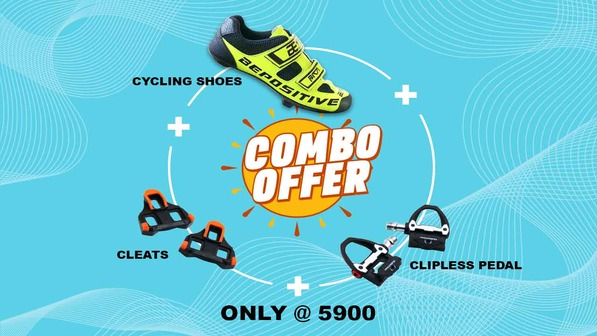 CYCLING SHOES
BEPOSITIVE
COMBO
OFFER
CLEATS
CLIPLESS PEDAL
ONLY @ 5900